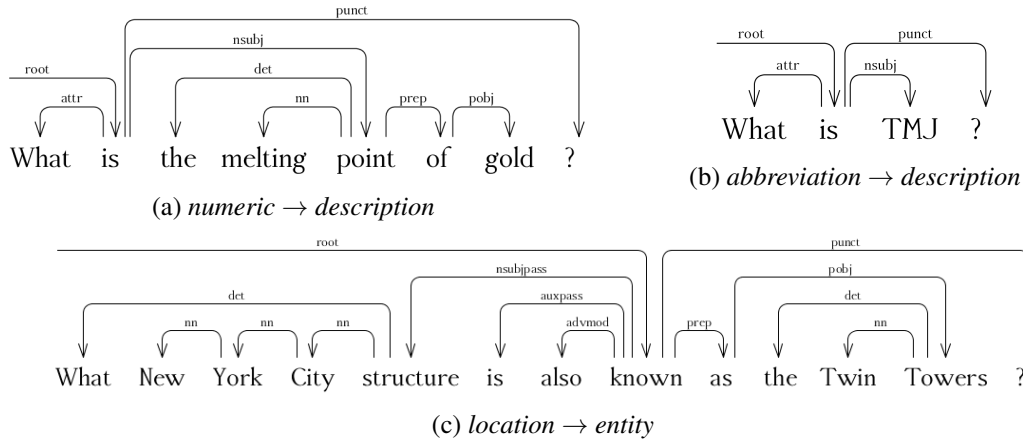 punct
nsubj
root
det
attr
nn
prep
pobj
What is the melting point of gold ?
(a) numeric → description
root
punct
attr
nsubj
What is TMJ ?
(b) abbreviation → description
root
punct
nsubjpass
pobj
det
auxpass
det
nn
nn
nn
advmod
prep
nn
What New York City structure is also known as the Twin Towers ?
(c) location → entity